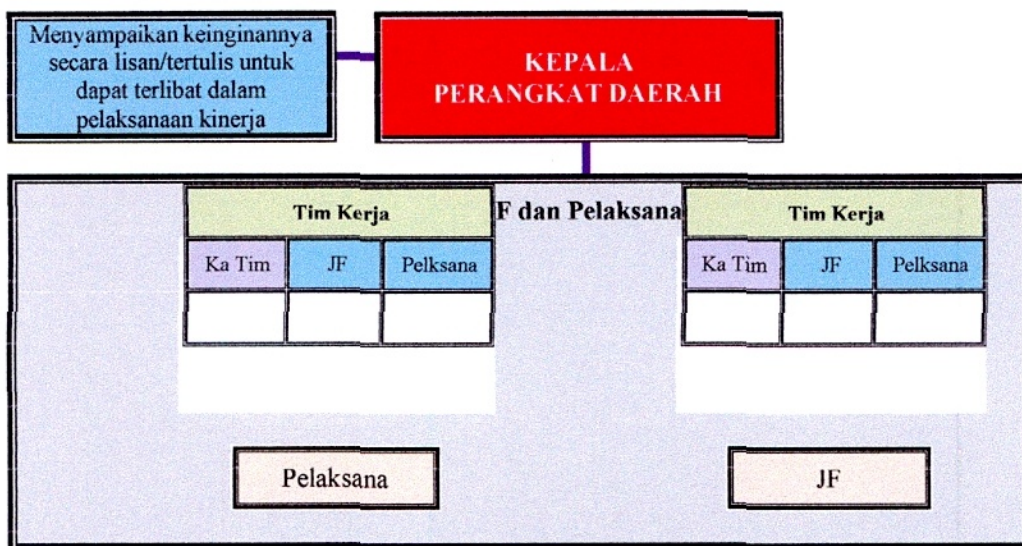 Menyampaikan keinginannya
secara lisan/tertulis untuk
dapat terlibat dalam
pelaksanaan kinerja
KEPALA
PERANGKAT DAERAH
Tim Kerja
F dan Pelaksana
Tim Kerja
Ka Tim JF Pelksana
Ka Tim JF Pelksana
Pelaksana
JF